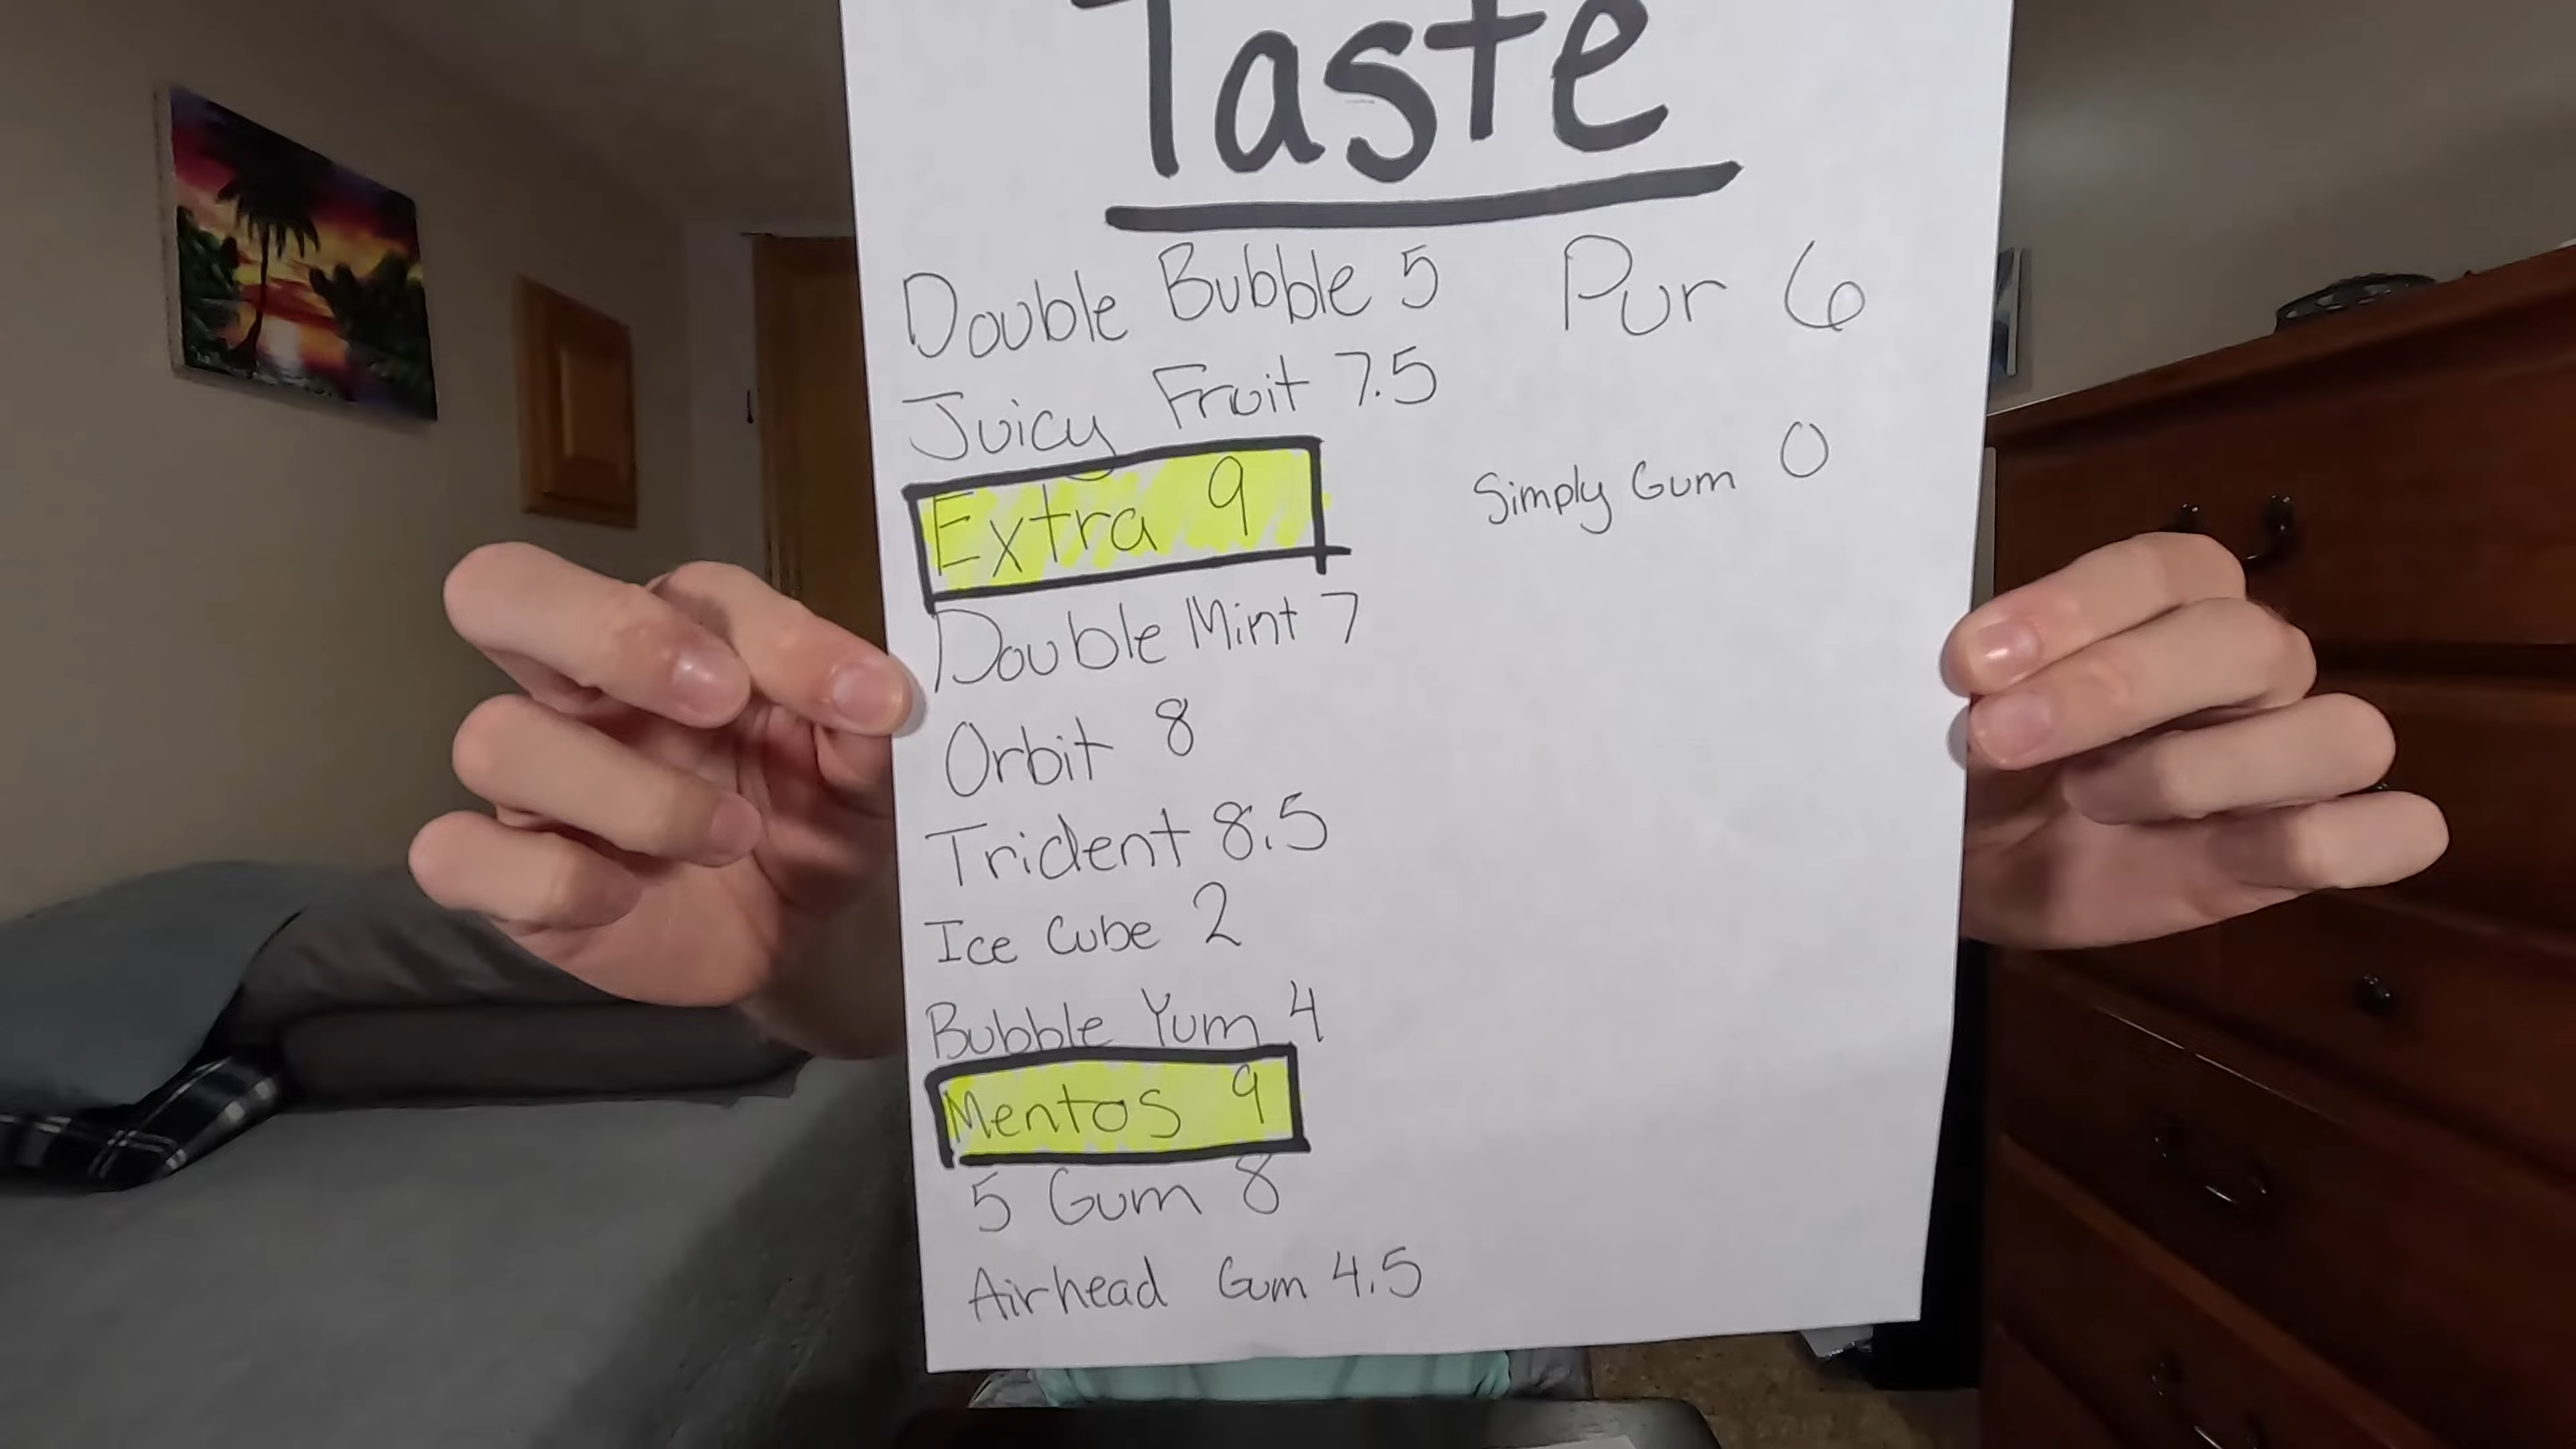 Taste
Double Bubble 5
Juicy Fruit 7.5
Extra 9
Double Mint 7
Orbit 8
Trident 8.5
Ice Cube 2
Bubble Yum 4
Mentos 9
5 Gum 8
Airhead Gum 4.5
Pur 6
Simply Gum 0